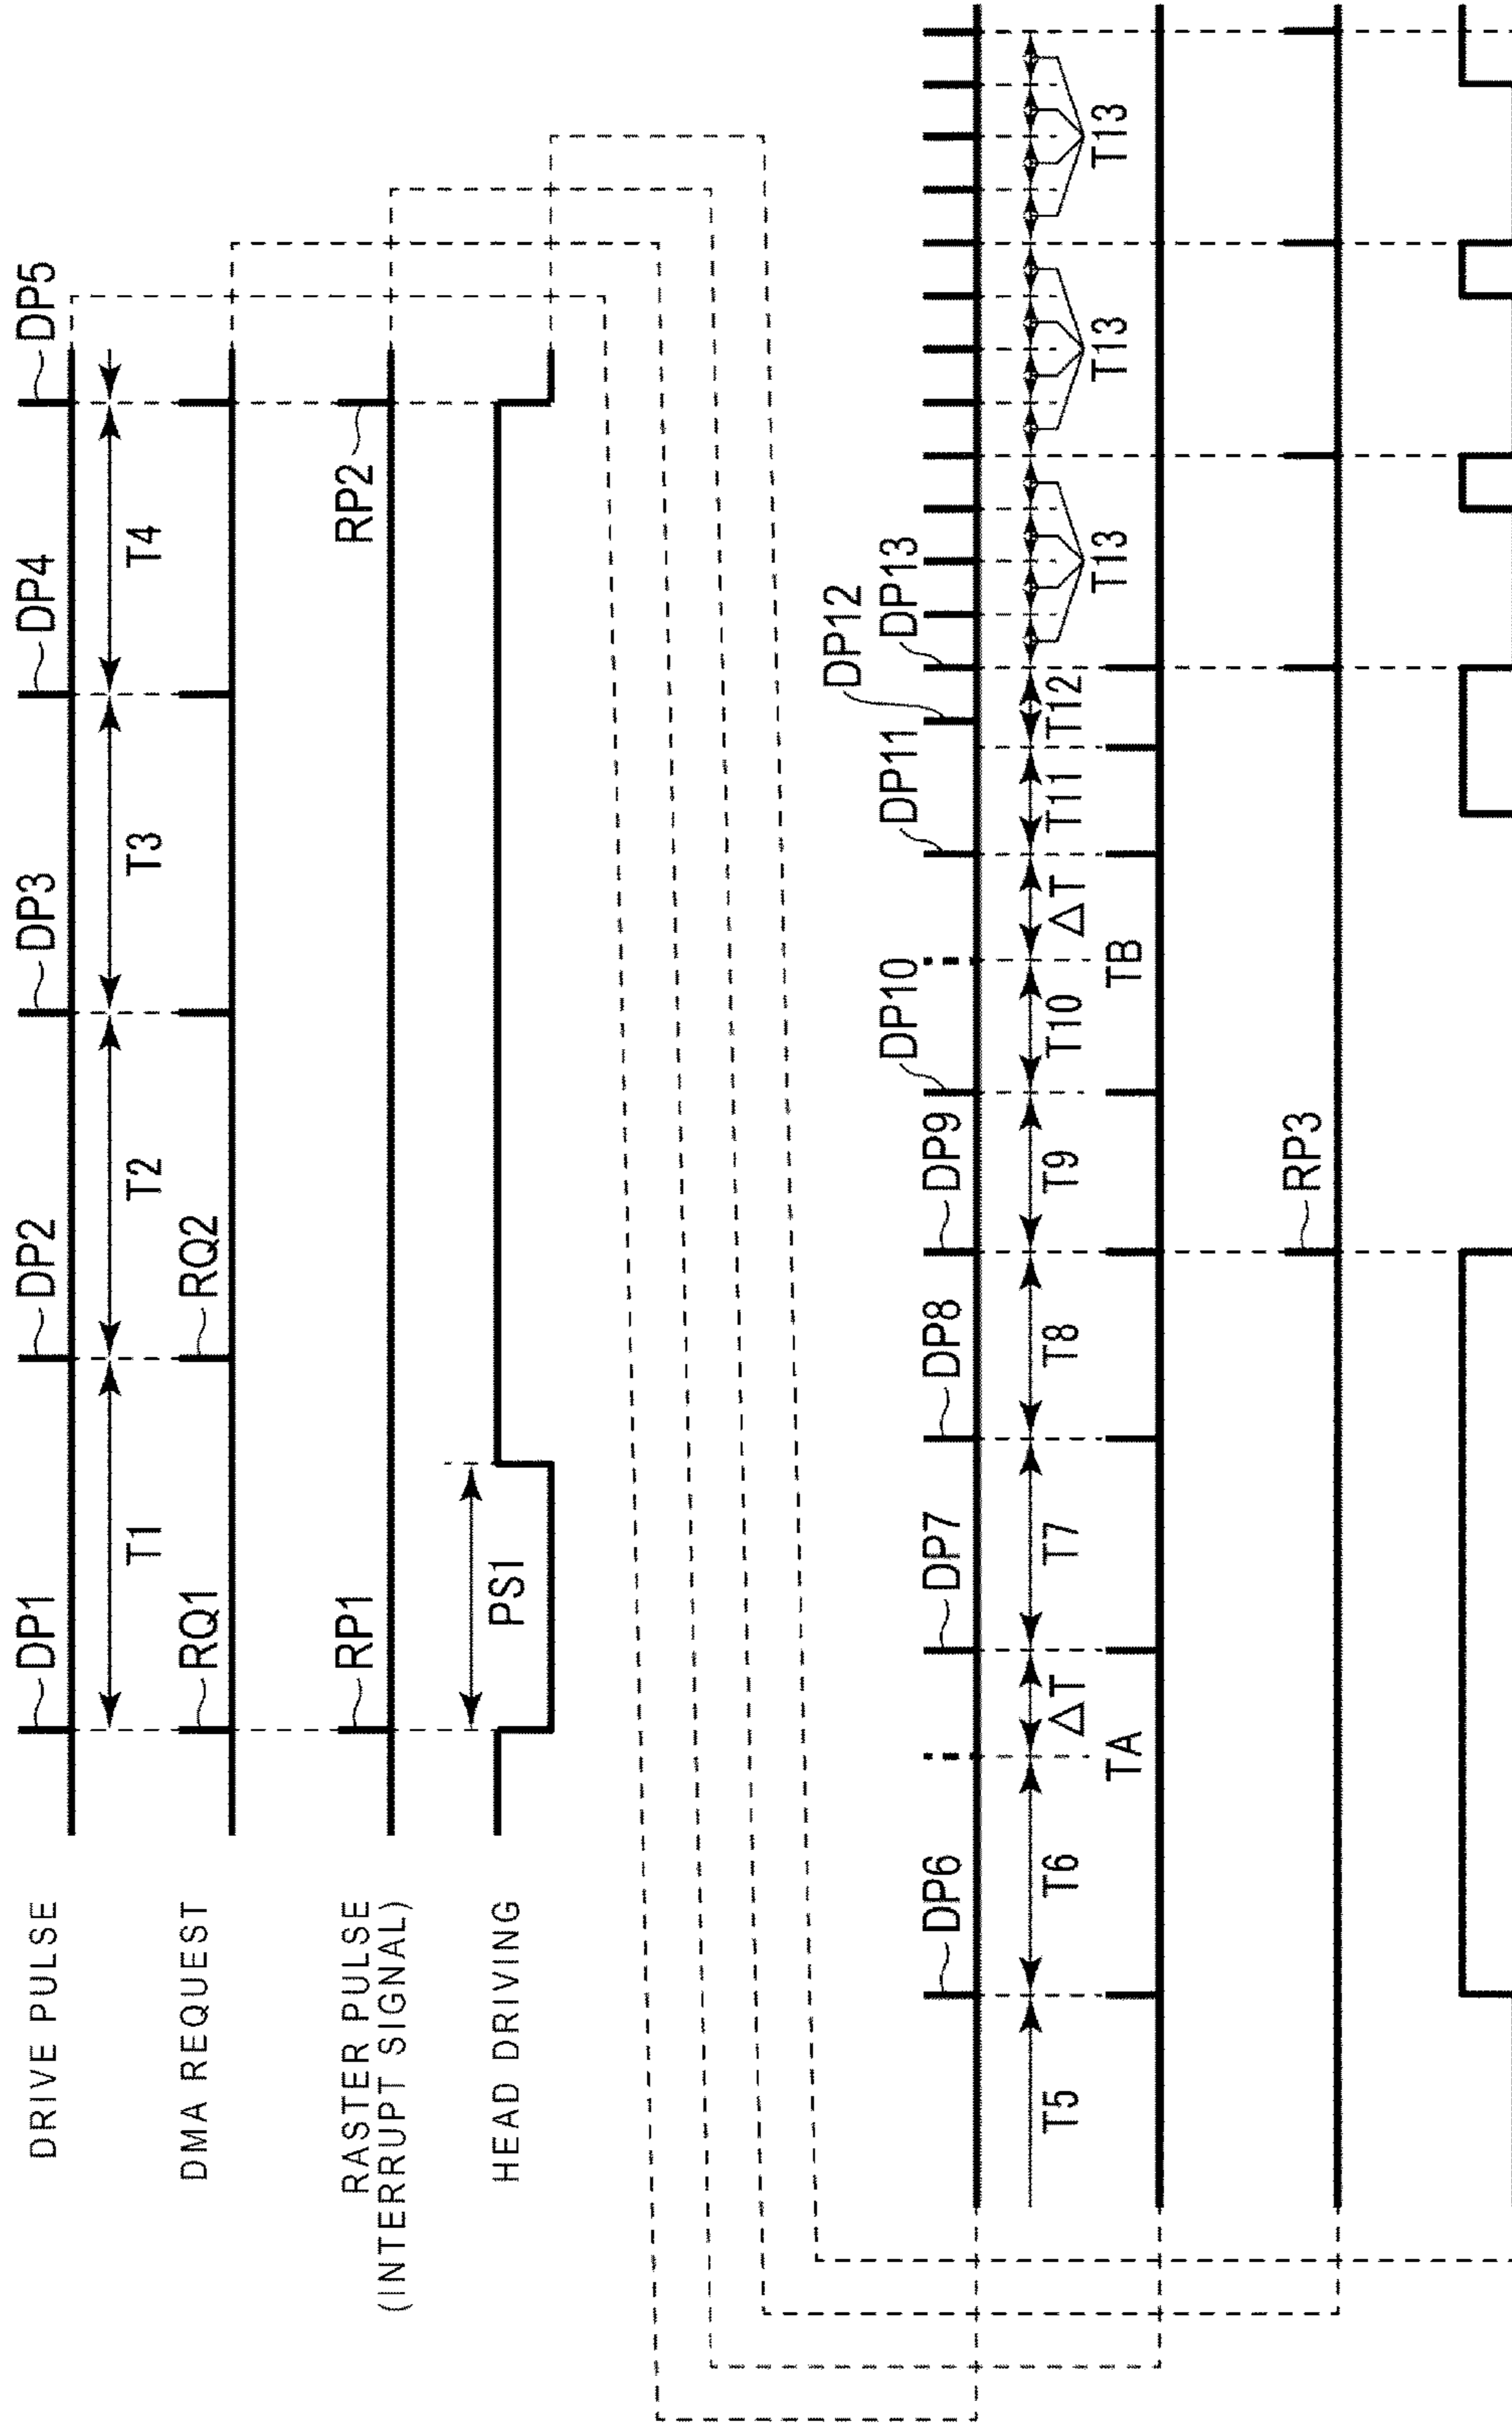 DRIVE PULSE
DP1
DP2
DP3
DP4
DP5
T1
T2
T3
T4
DMA REQUEST
RQ1
RQ2
RASTER PULSE
(INTERRUPT SIGNAL)
RP1
RP2
HEAD DRIVING
PS1
DP6
DP7
DP8
DP9
DP10
DP11
DP12
DP13
T5
T6
ΔT
T7
T8
T9
T10
ΔT
T11
T12
T13
T13
T13
TA
TB
RP3